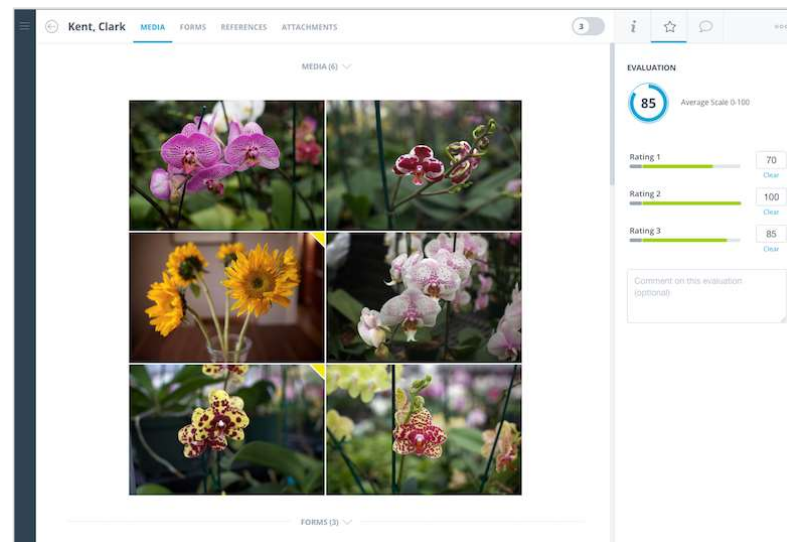 Kent, Clark MEDIA FORMS REFERENCES ATTACHMENTS 3
MEDIA (6)
FORMS (3)
i
EVALUATION
85 Average Scale 0-100
Rating 1 70
Clear
Rating 2 100
Clear
Rating 3 85
Clear
Comment on this evaluation
(optional)